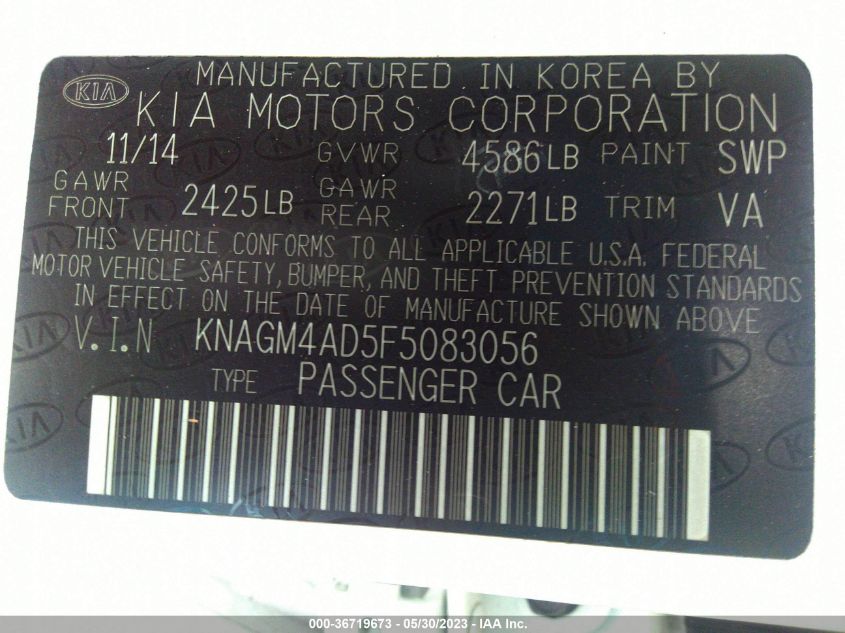 MANUFACTURED IN KOREA BY
KIA KIA MOTORS CORPORATION
11/14 GVWR 4586LB PAINT SWP
GAWR FRONT 2425LB GAWR REAR 2271LB TRIM VA
THIS VEHICLE CONFORMS TO ALL APPLICABLE U.S.A. FEDERAL
MOTOR VEHICLE SAFETY, BUMPER, AND THEFT PREVENTION STANDARDS
IN EFFECT ON THE DATE OF MANUFACTURE SHOWN ABOVE
V.I.N KNAGM4AD5F5083056
TYPE PASSENGER CAR
000-36719673 - 05/30/2023 - IAAI - Copart Inc.